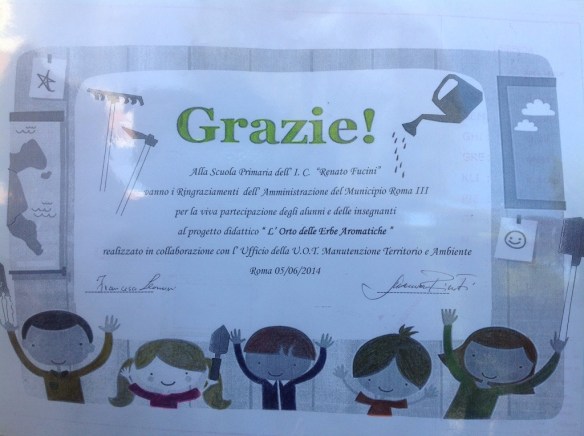 Grazie!
Alla Scuola Primaria dell' I. C. "Renato Fucini"
vanno i Ringraziamenti dell' Amministrazione del Municipio Roma III
per la viva partecipazione degli alunni e delle insegnanti
al progetto didattico " L' Orto delle Erbe Aromatiche "
realizzato in collaborazione con l' Ufficio della U.O.T. Manutenzione Territorio e Ambiente
Roma 05/06/2014